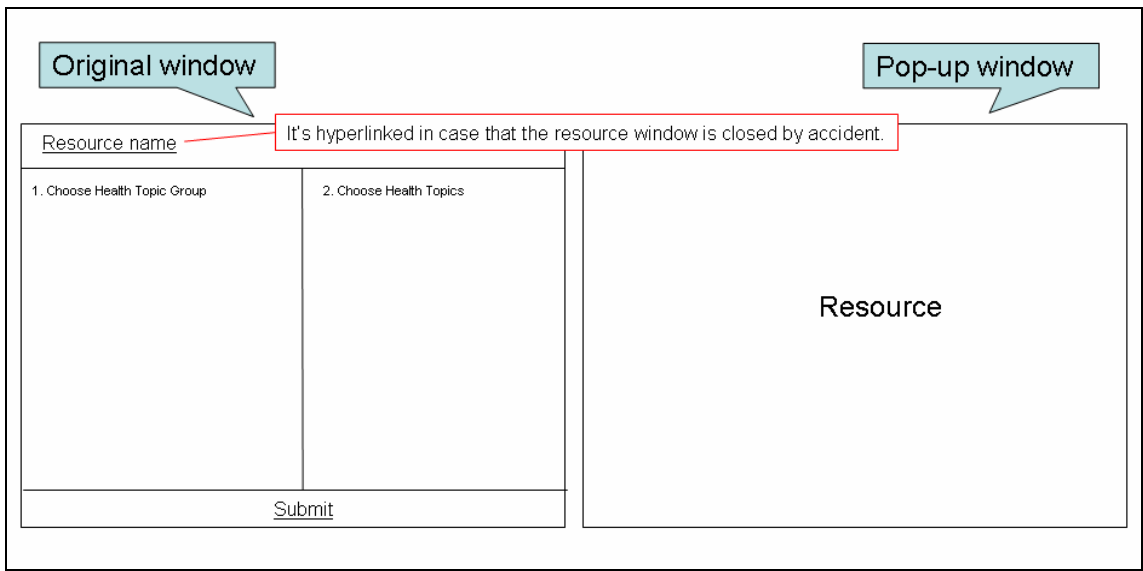 Original window
Pop-up window
It's hyperlinked in case that the resource window is closed by accident.
Resource name
1. Choose Health Topic Group
2. Choose Health Topics
Resource
Submit